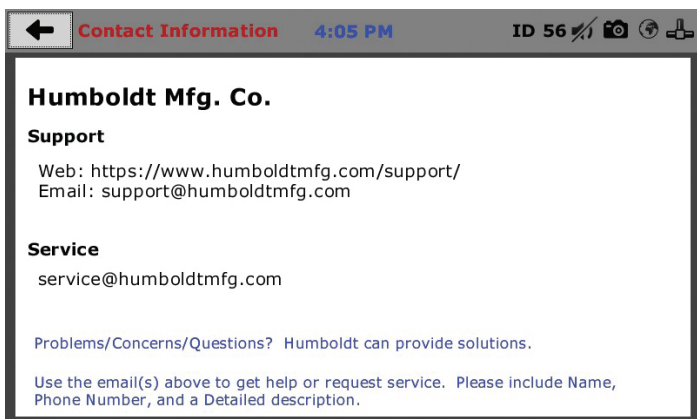 Contact Information 4:05 PM ID 56
Humboldt Mfg. Co.
Support
Web: https://www.humboldtmfg.com/support/
Email: support@humboldtmfg.com
Service
service@humboldtmfg.com
Problems/Concerns/Questions? Humboldt can provide solutions.
Use the email(s) above to get help or request service. Please include Name,
Phone Number, and a Detailed description.